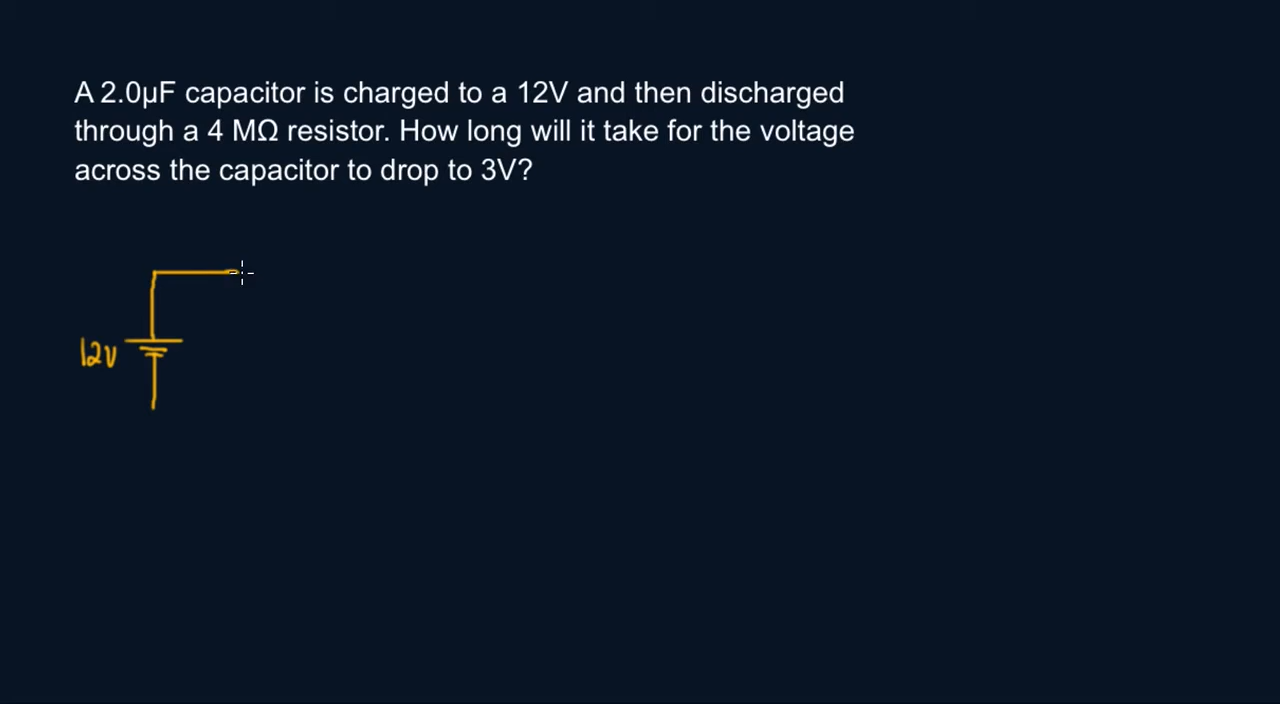 A 2.0µF capacitor is charged to a 12V and then discharged
through a 4 MΩ resistor. How long will it take for the voltage
across the capacitor to drop to 3V?
12V